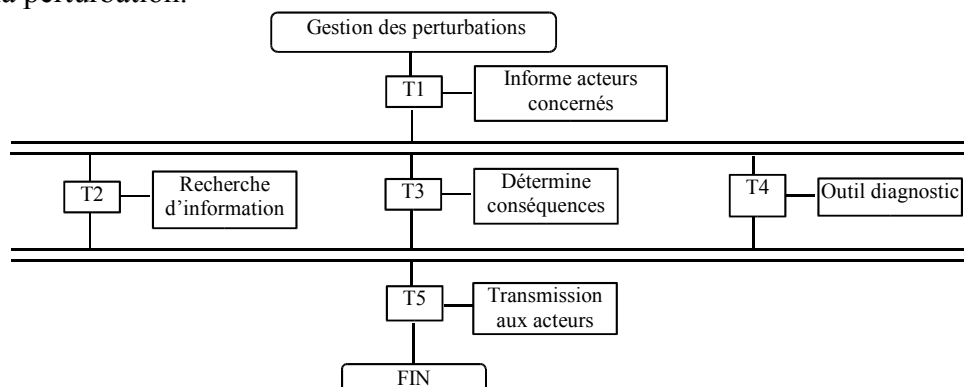 la perturbation.
Gestion des perturbations
T1
Informe acteurs
concernés
T2
Recherche
d'information
T3
Détermine
conséquences
T4
Outil diagnostic
T5
Transmission
aux acteurs
FIN